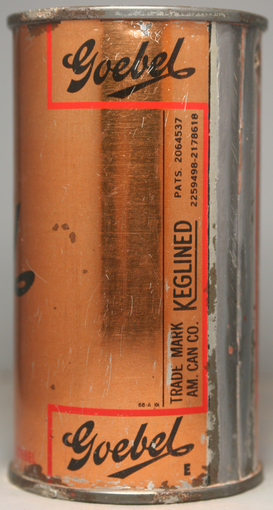 Goebel
PATS. 2064537
2259498-2178618
TRADE MARK KEGLINED
AM. CAN CO.
Goebel
E